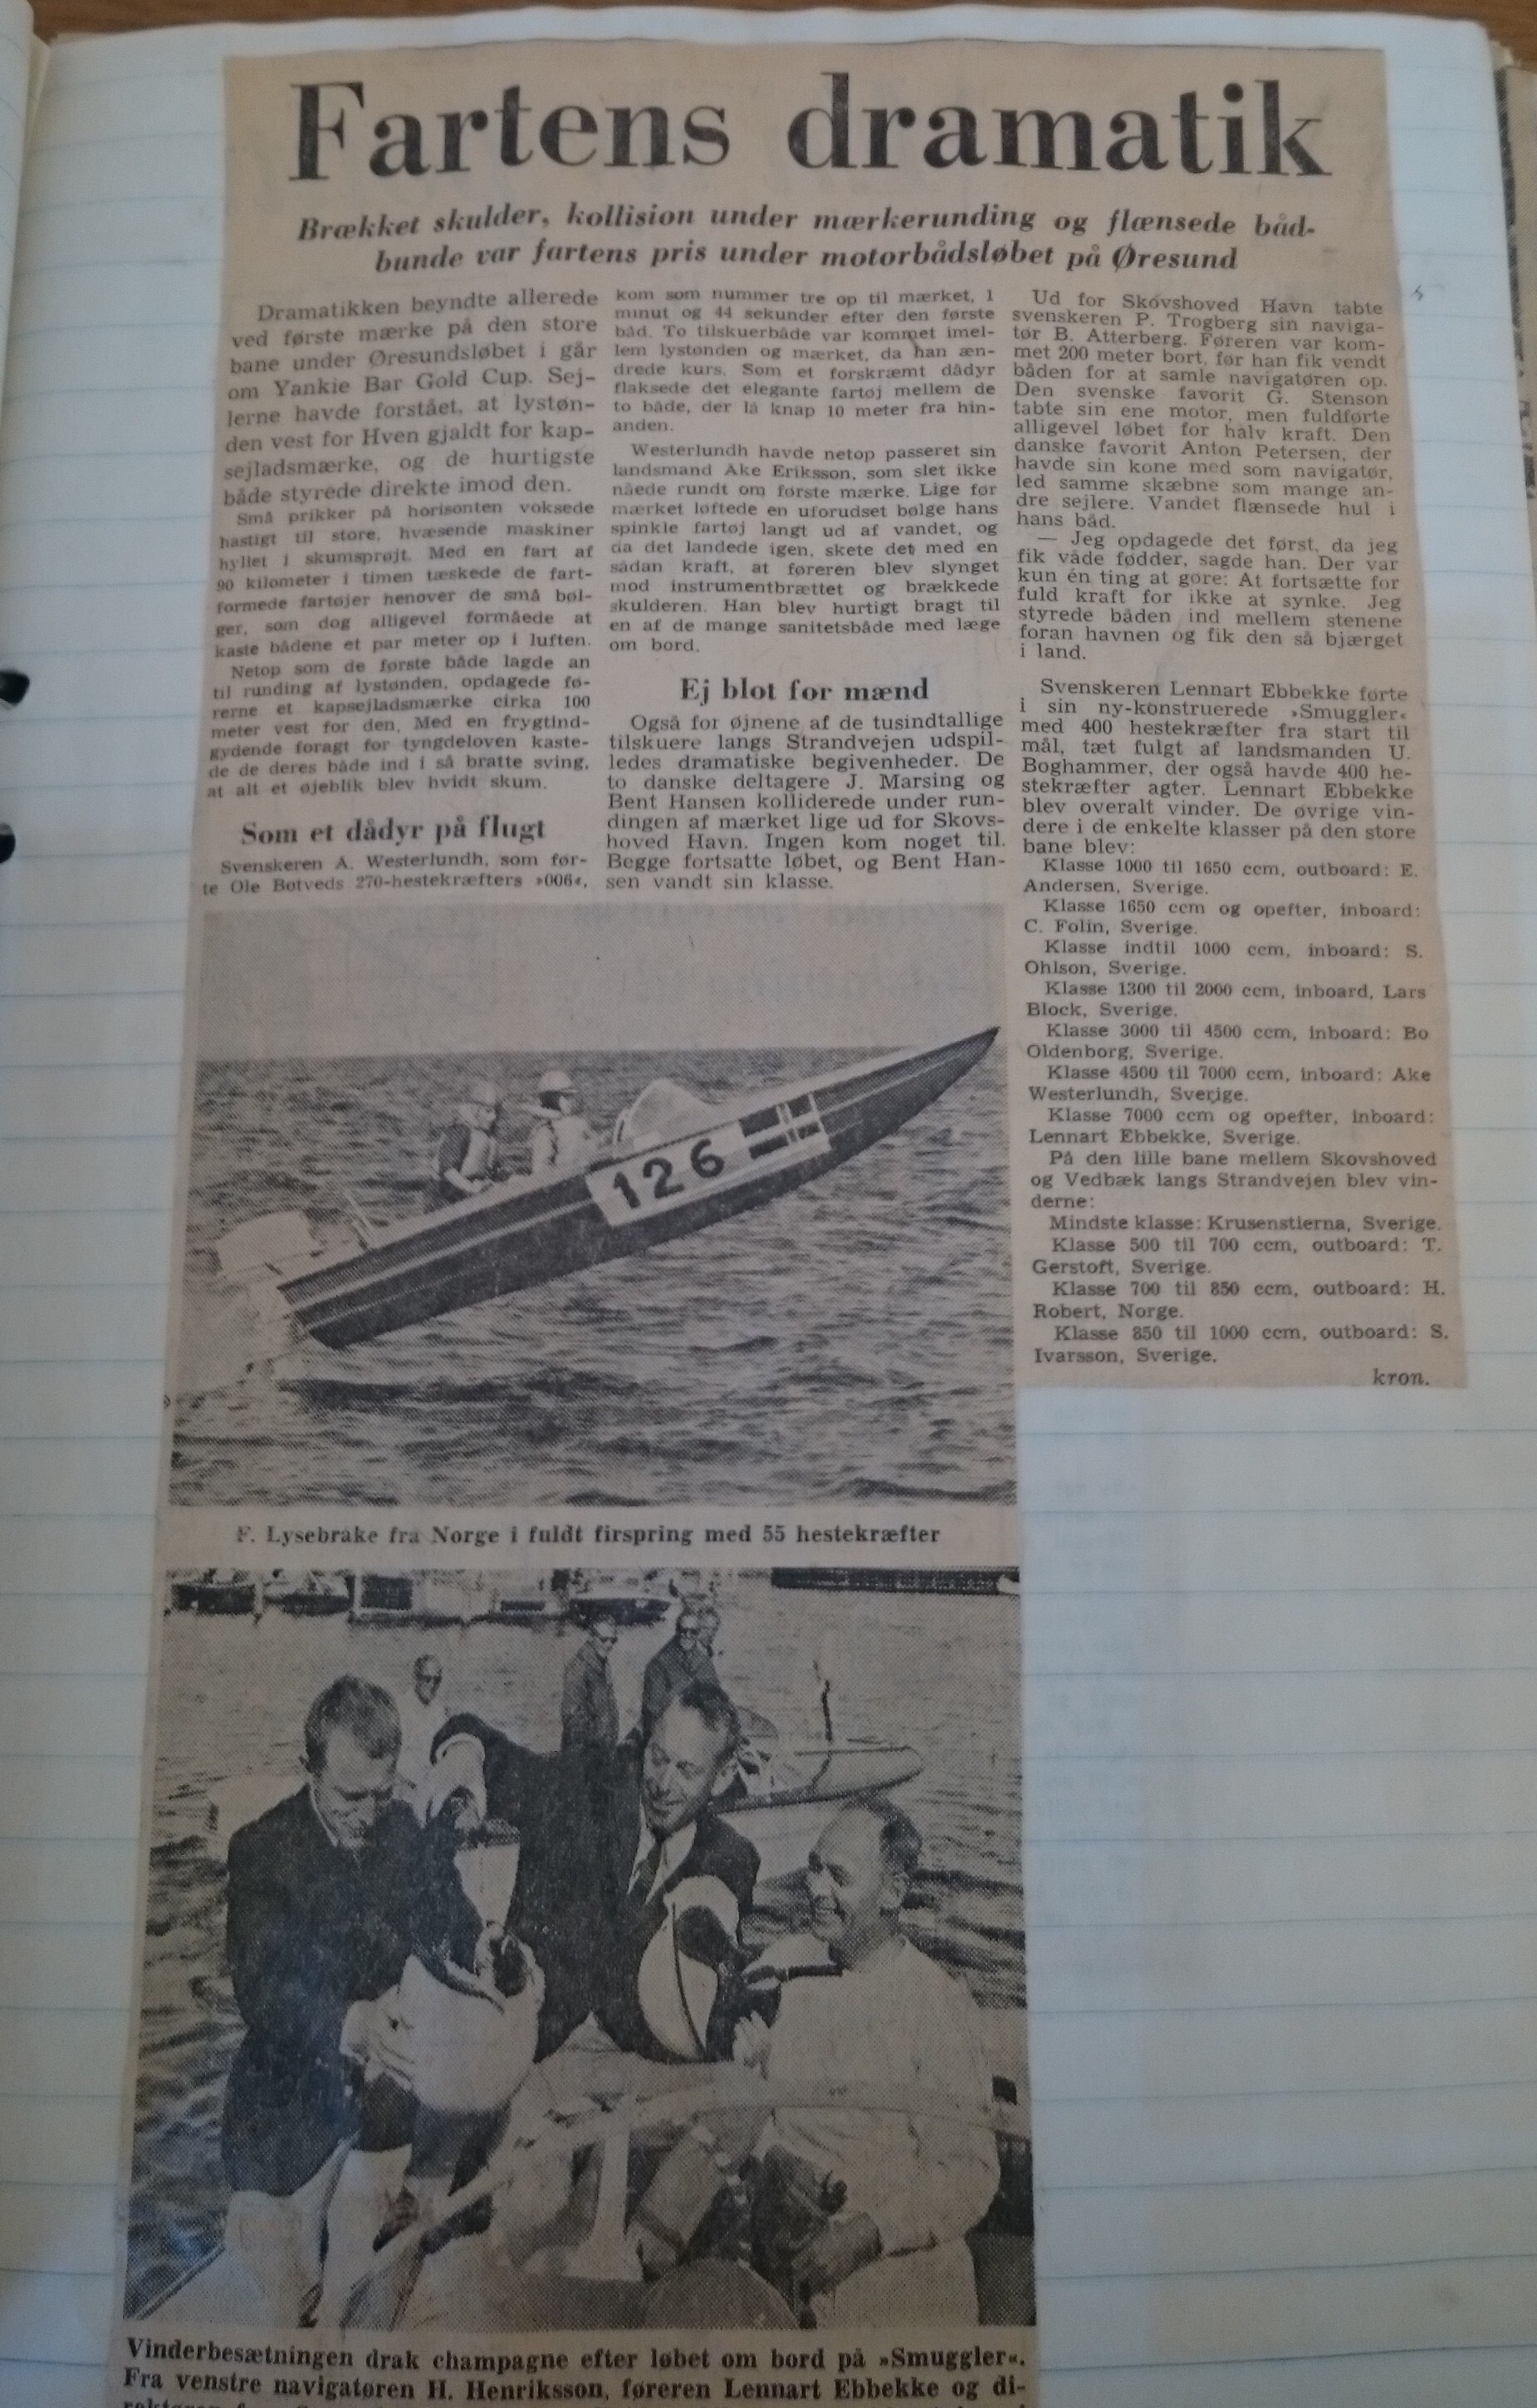 Fartens dramatik
Brækket skulder, kollision under mærkerunding og flænsede båd-
bunde var fartens pris under motorbådsløbet på Øresund
Dramatikken beyndte allerede
ved første mærke på den store
bane under Øresundsløbet i går
om Yankie Bar Gold Cup. Sej-
lerne havde forstået, at lystøn-
den vest for Hven gjaldt for kap-
sejladsmærke, og de hurtigste
både styrede direkte imod den.
Små prikker på horisonten voksede
hastigt til store, hvæsende maskiner
hyllet i skumsprøjt. Med en fart af
90 kilometer i timen tæskede de fart-
formede fartøjer henover de små bøl-
ger, som dog alligevel formåede at
kaste bådene et par meter op i luften.
Netop som de første både lagde an
til runding af lystønden, opdagede fø-
rerne et kapsejladsmærke cirka 100
meter vest for den. Med en frygtind-
gydende foragt for tyngdeloven kaste-
de de deres både ind i så bratte sving,
at alt et øjeblik blev hvidt skum.
Som et dådyr på flugt
Svenskeren A. Westerlundh, som før-
te Ole Botveds 270-hestekræfters »006«,
kom som nummer tre op til mærket, 1
minut og 44 sekunder efter den første
båd. To tilskuerbåde var kommet imel-
lem lystønden og mærket, da han æn-
drede kurs. Som et forskræmt dådyr
flaksede det elegante fartøj mellem de
to både, der lå knap 10 meter fra hin-
anden.
Westerlundh havde netop passeret sin
landsmand Ake Eriksson, som slet ikke
nåede rundt om første mærke. Lige før
mærket løftede en uforudset bølge hans
spinkle fartøj langt ud af vandet, og
da det landede igen, skete det med en
sådan kraft, at føreren blev slynget
mod instrumentbrættet og brækkede
skulderen. Han blev hurtigt bragt til
en af de mange sanitetsbåde med læge
om bord.
Ej blot for mænd
Også for øjnene af de tusindtallige
tilskuere langs Strandvejen udspil-
ledes dramatiske begivenheder. De
to danske deltagere J. Marsing og
Bent Hansen kolliderede under run-
dingen af mærket lige ud for Skovs-
hoved Havn. Ingen kom noget til.
Begge fortsatte løbet, og Bent Han-
sen vandt sin klasse.
Ud for Skovshoved Havn tabte
svenskeren P. Trogberg sin naviga-
tør B. Atterberg. Føreren var kom-
met 200 meter bort, før han fik vendt
båden for at samle navigatøren op.
Den svenske favorit G. Stenson
tabte sin ene motor, men fuldførte
alligevel løbet for halv kraft. Den
danske favorit Anton Petersen, der
havde sin kone med som navigatør,
led samme skæbne som mange an-
dre sejlere. Vandet flænsede hul i
hans båd.
— Jeg opdagede det først, da jeg
fik våde fødder, sagde han. Der var
kun én ting at gøre: At fortsætte for
fuld kraft for ikke at synke. Jeg
styrede båden ind mellem stenene
foran havnen og fik den så bjærget
i land.
Svenskeren Lennart Ebbekke førte
i sin ny-konstruerede »Smuggler«
med 400 hestekræfter fra start til
mål, tæt fulgt af landsmanden U.
Boghammer, der også havde 400 he-
stekræfter agter. Lennart Ebbekke
blev overalt vinder. De øvrige vin-
dere i de enkelte klasser på den store
bane blev:
Klasse 1000 til 1650 ccm, outboard: E.
Andersen, Sverige.
Klasse 1650 ccm og opefter, inboard:
C. Folin, Sverige.
Klasse indtil 1000 ccm, inboard: S.
Ohlson, Sverige.
Klasse 1300 til 2000 ccm, inboard, Lars
Block, Sverige.
Klasse 3000 til 4500 ccm, inboard: Bo
Oldenborg, Sverige.
Klasse 4500 til 7000 ccm, inboard: Ake
Westerlundh, Sverige.
Klasse 7000 ccm og opefter, inboard:
Lennart Ebbekke, Sverige.
På den lille bane mellem Skovshoved
og Vedbæk langs Strandvejen blev vin-
derne:
Mindste klasse: Krusenstierna, Sverige.
Klasse 500 til 700 ccm, outboard: T.
Gerstoft, Sverige.
Klasse 700 til 850 ccm, outboard: H.
Robert, Norge.
Klasse 850 til 1000 ccm, outboard: S.
Ivarsson, Sverige.
kron.
126
F. Lysebrake fra Norge i fuldt firspring med 55 hestekræfter
Vinderbesætningen drak champagne efter løbet om bord på »Smuggler«.
Fra venstre navigatøren H. Henriksson, føreren Lennart Ebbekke og di-